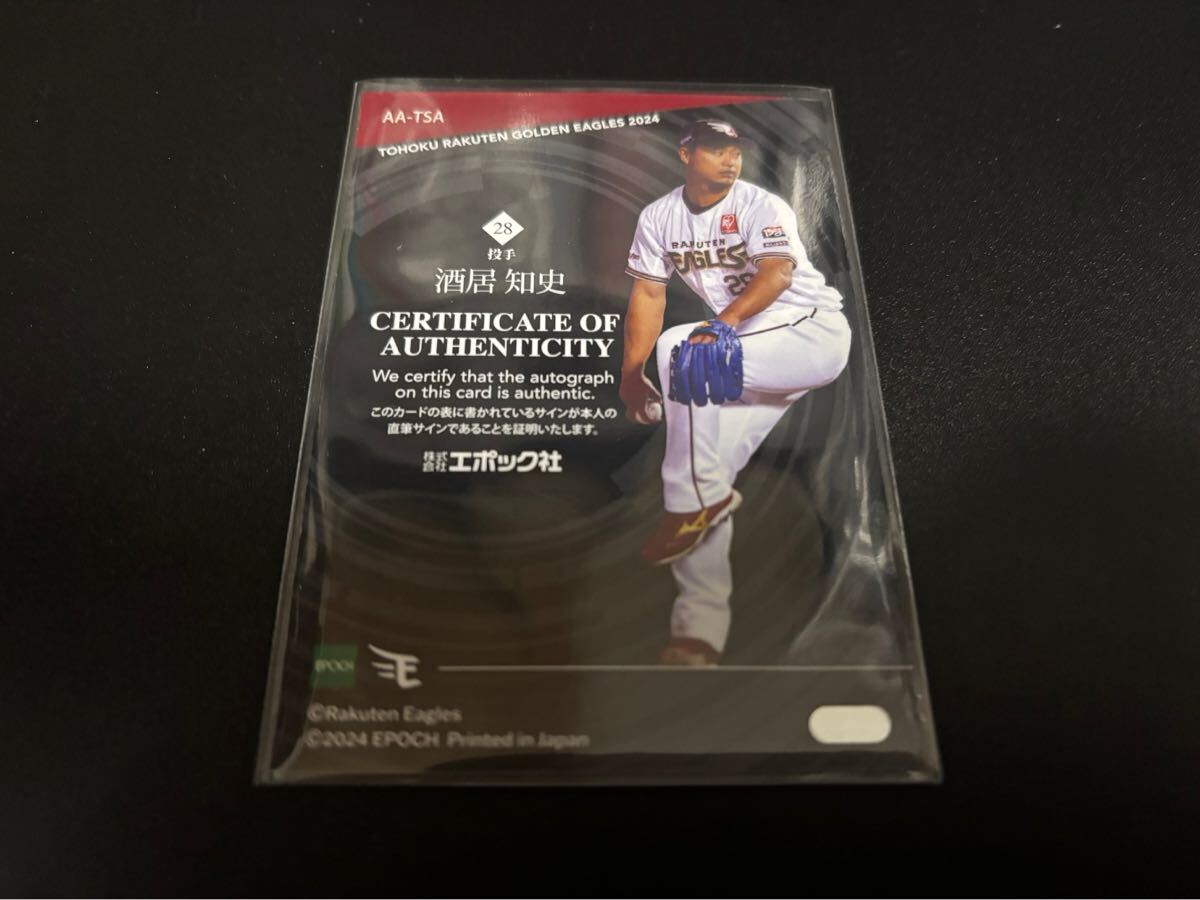 AA-TSA
TOHOKU RAKUTEN GOLDEN EAGLES 2024
28
投手
酒居 知史
CERTIFICATE OF
AUTHENTICITY
We certify that the autograph
on this card is authentic.
このカードの表に書かれているサインが本人の
直筆サインであることを証明いたします。
株式会社エポック社
RAKUTEN
EAGLES
28
EPOCH
E
©Rakuten Eagles
©2024 EPOCH Printed in Japan